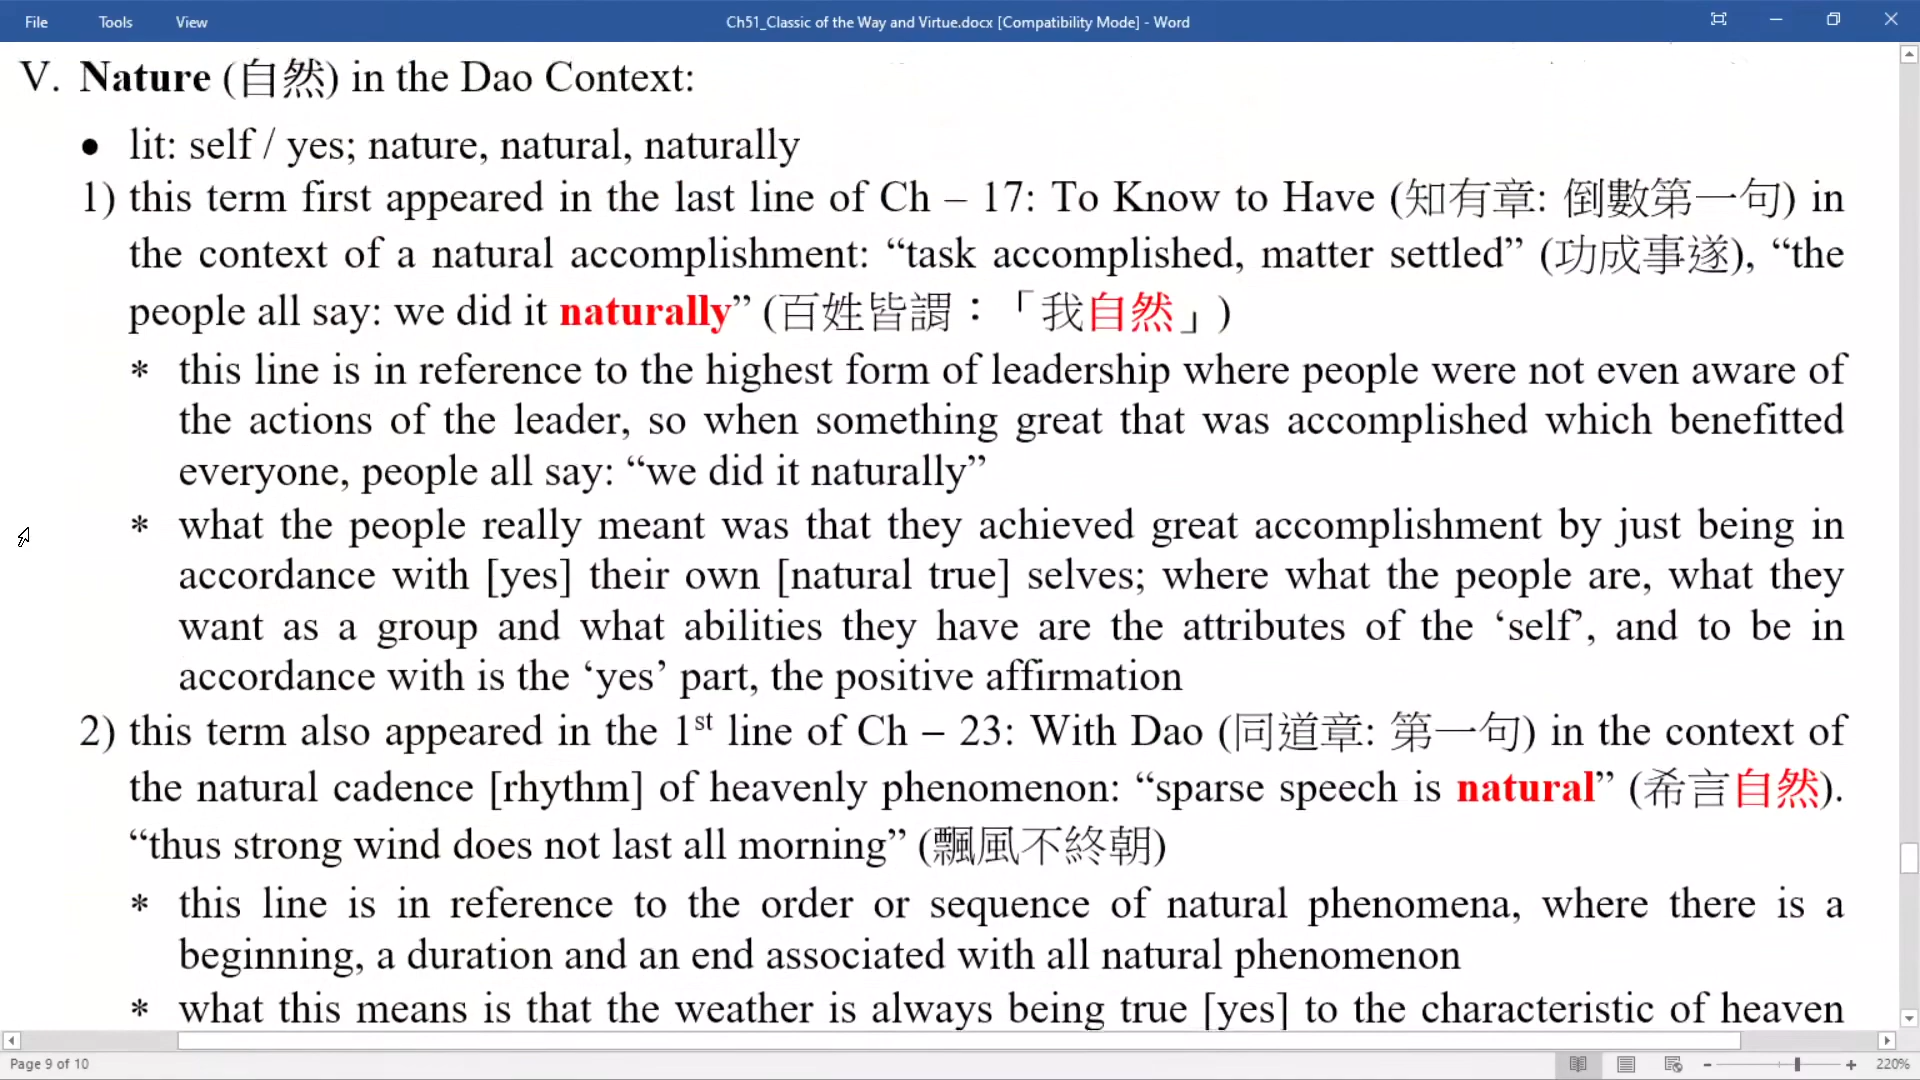 File Tools View Ch51_Classic of the Way and Virtue.docx [Compatibility Mode] - Word
V. Nature (自然) in the Dao Context:
● lit: self / yes; nature, natural, naturally
1) this term first appeared in the last line of Ch – 17: To Know to Have (知有章: 倒數第一句) in
the context of a natural accomplishment: “task accomplished, matter settled” (功成事遂), “the
people all say: we did it naturally” (百姓皆謂：「我自然」)
* this line is in reference to the highest form of leadership where people were not even aware of
the actions of the leader, so when something great that was accomplished which benefitted
everyone, people all say: “we did it naturally”
* what the people really meant was that they achieved great accomplishment by just being in
accordance with [yes] their own [natural true] selves; where what the people are, what they
want as a group and what abilities they have are the attributes of the ‘self’, and to be in
accordance with is the ‘yes’ part, the positive affirmation
2) this term also appeared in the 1st line of Ch – 23: With Dao (同道章: 第一句) in the context of
the natural cadence [rhythm] of heavenly phenomenon: “sparse speech is natural” (希言自然).
“thus strong wind does not last all morning” (飄風不終朝)
* this line is in reference to the order or sequence of natural phenomena, where there is a
beginning, a duration and an end associated with all natural phenomenon
* what this means is that the weather is always being true [yes] to the characteristic of heaven
Page 9 of 10 220%